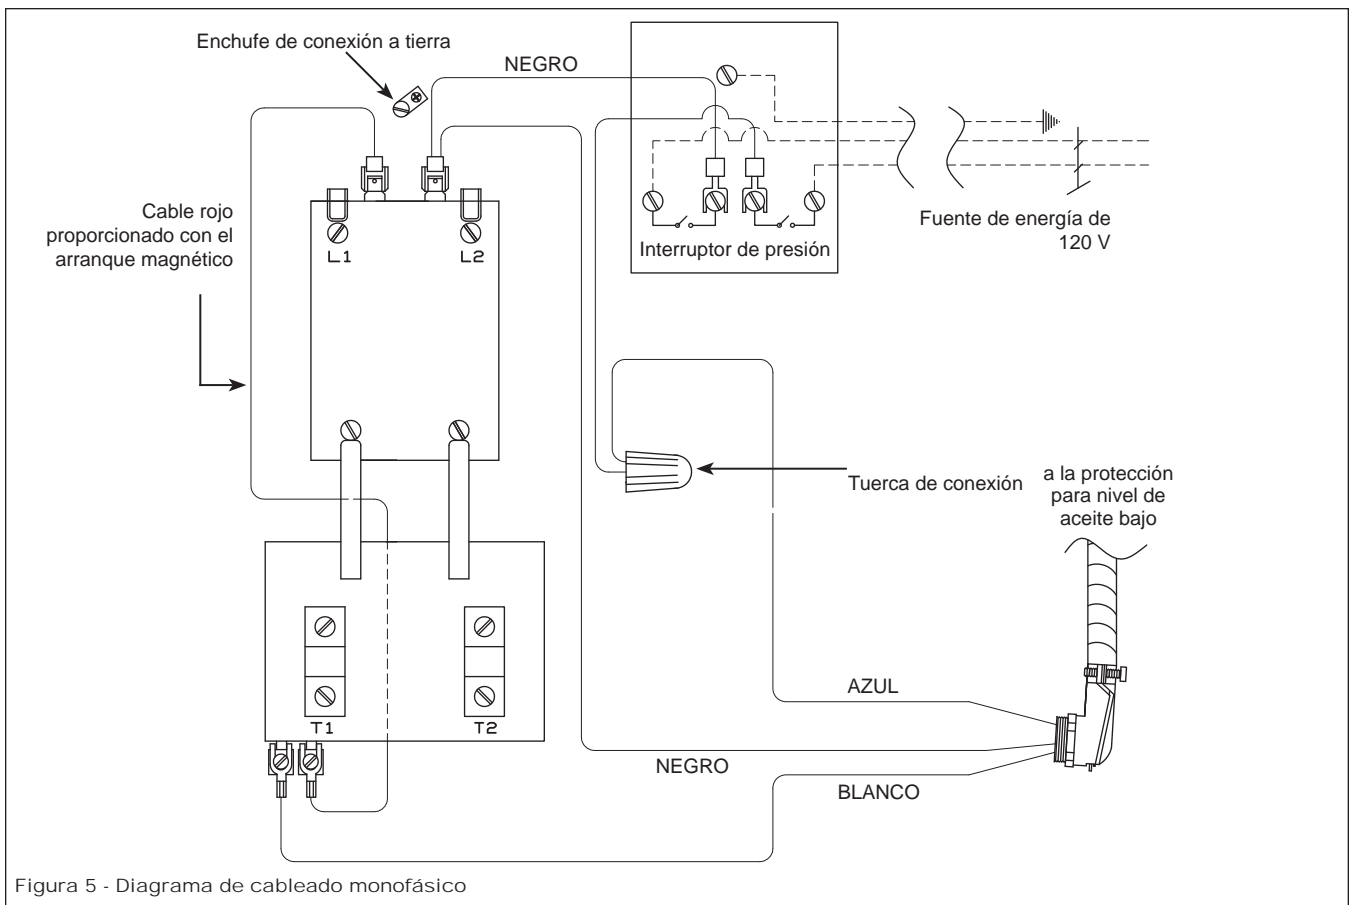 Enchufe de conexión a tierra
NEGRO
Cable rojo
proporcionado con el
arranque magnético
L1
L2
Interruptor de presión
Fuente de energía de
120 V
Tuerca de conexión
a la protección
para nivel de
aceite bajo
T1
T2
AZUL
NEGRO
BLANCO
Figura 5 - Diagrama de cableado monofásico